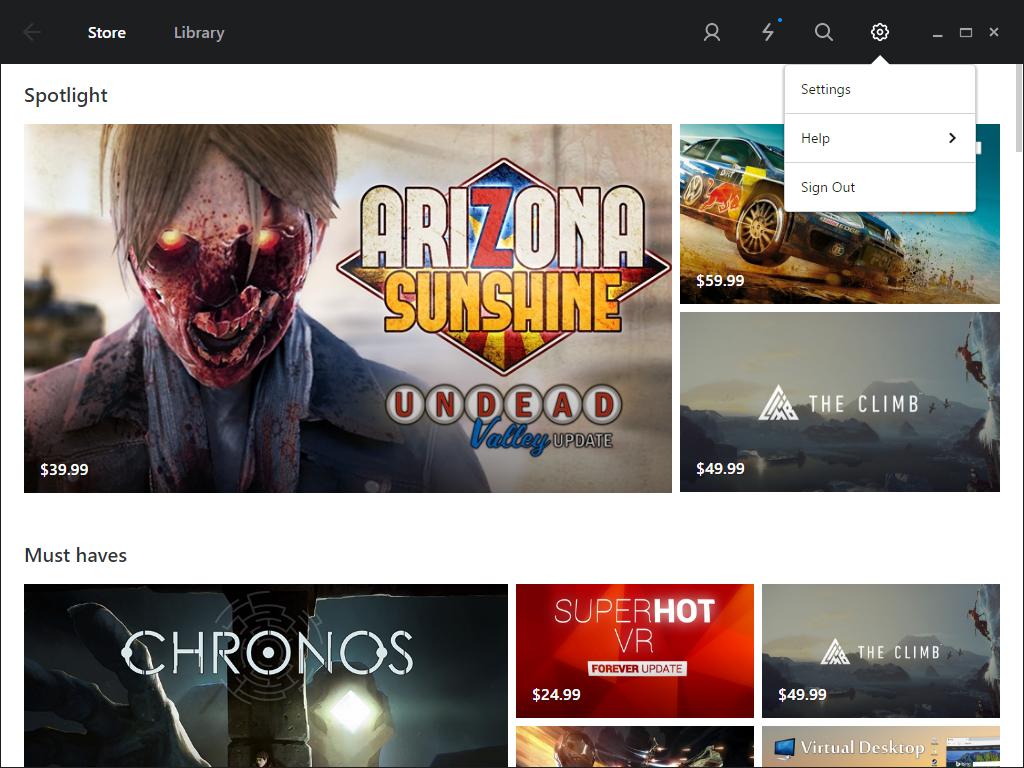 Store
Library
Settings
Help
Sign Out
Spotlight
ARIZONA
SUNSHINE
UNDEAD
Valley UPDATE
$39.99
$59.99
THE CLIMB
$49.99
Must haves
CHRONOS
SUPERHOT
VR
FOREVER UPDATE
$24.99
THE CLIMB
$49.99
Virtual Desktop